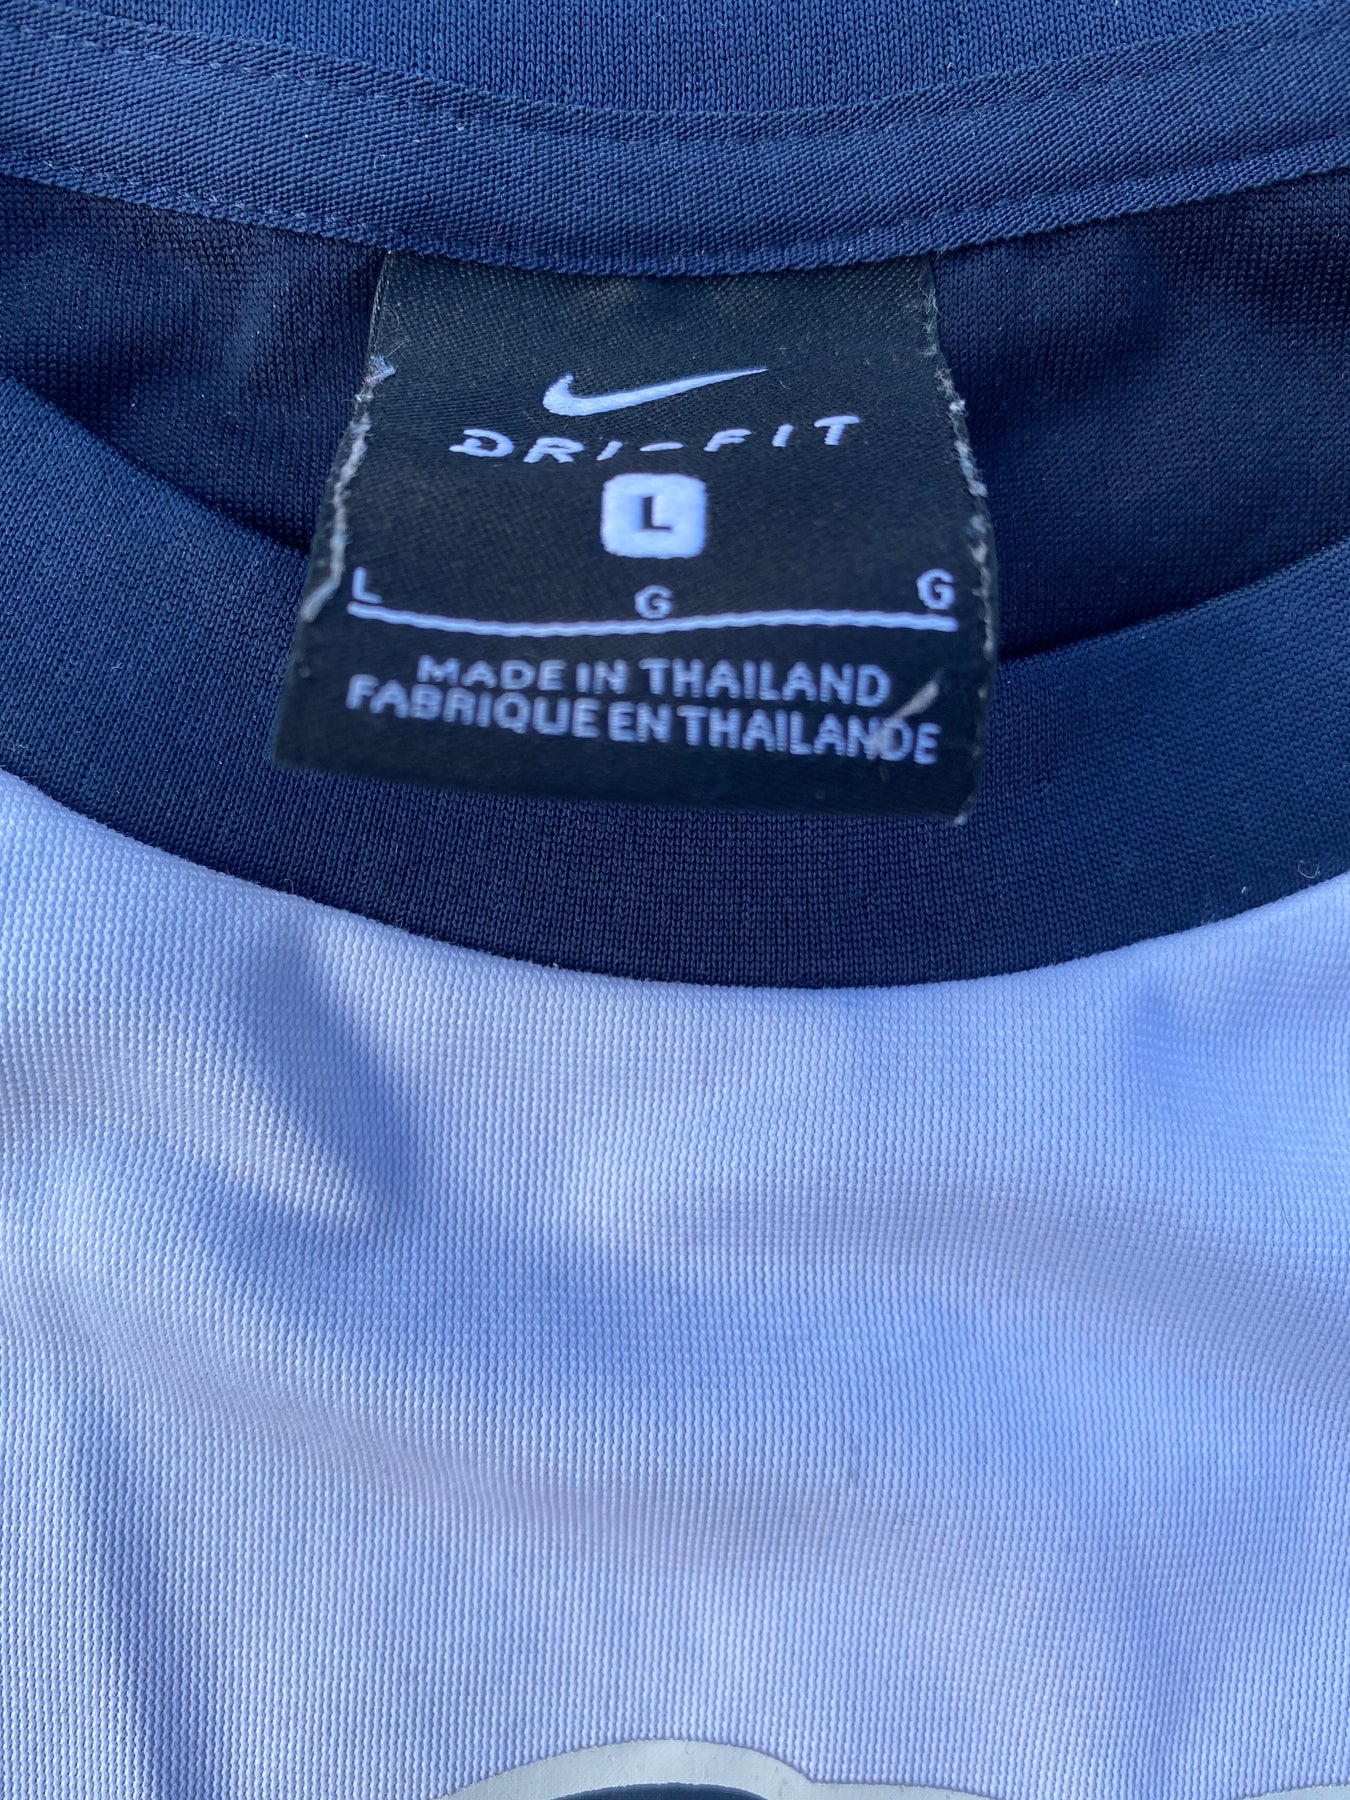 DRI-FIT
L
L G G
MADE IN THAILAND
FABRIQUE EN THAILANDE